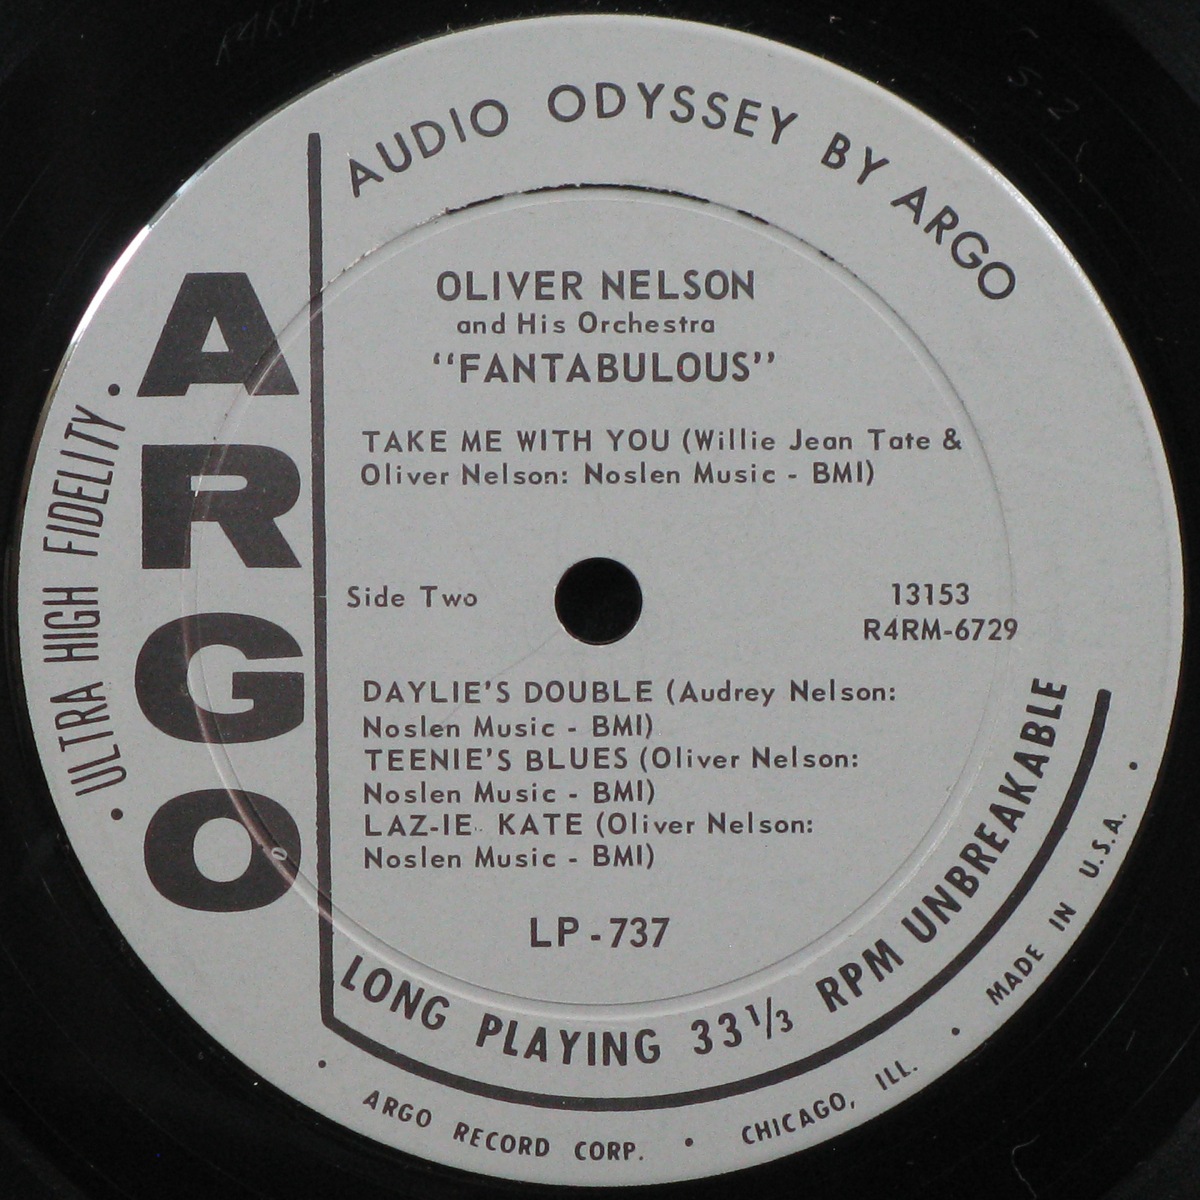 AUDIO ODYSSEY BY ARGO
ARGO
• ULTRA HIGH FIDELITY •
OLIVER NELSON
and His Orchestra
"FANTABULOUS"
TAKE ME WITH YOU (Willie Jean Tate &
Oliver Nelson: Noslen Music - BMI)
Side Two
13153
R4RM-6729
DAYLIE'S DOUBLE (Audrey Nelson:
Noslen Music - BMI)
TEENIE'S BLUES (Oliver Nelson:
Noslen Music - BMI)
LAZ-IE KATE (Oliver Nelson:
Noslen Music - BMI)
LP-737
LONG PLAYING 33 1/3 RPM UNBREAKABLE
• ARGO RECORD CORP. • CHICAGO, ILL. • MADE IN U.S.A. •